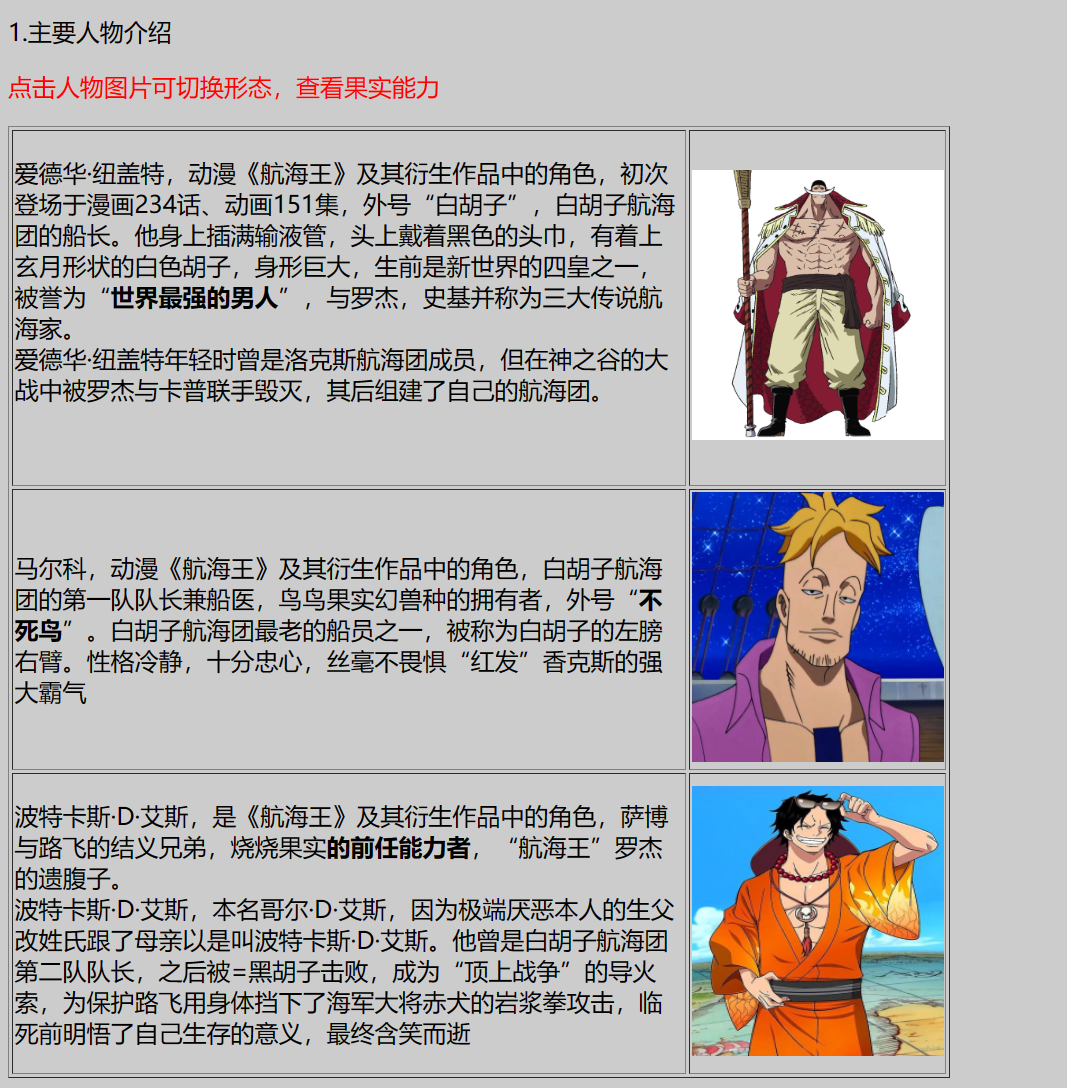 1.主要人物介绍
点击人物图片可切换形态，查看果实能力
爱德华·纽盖特，动漫《航海王》及其衍生作品中的角色，初次
登场于漫画234话、动画151集，外号“白胡子”，白胡子航海
团的船长。他身上插满输液管，头上戴着黑色的头巾，有着上
玄月形状的白色胡子，身形巨大，生前是新世界的四皇之一，
被誉为“世界最强的男人”，与罗杰，史基并称为三大传说航
海家。
爱德华·纽盖特年轻时曾是洛克斯航海团成员，但在神之谷的大
战中被罗杰与卡普联手毁灭，其后组建了自己的航海团。
马尔科，动漫《航海王》及其衍生作品中的角色，白胡子航海
团的第一队队长兼船医，鸟鸟果实幻兽种的拥有者，外号“不
死鸟”。白胡子航海团最老的船员之一，被称为白胡子的左膀
右臂。性格冷静，十分忠心，丝毫不畏惧“红发”香克斯的强
大霸气
波特卡斯·D·艾斯，是《航海王》及其衍生作品中的角色，萨博
与路飞的结义兄弟，烧烧果实的前任能力者，“航海王”罗杰
的遗腹子。
波特卡斯·D·艾斯，本名哥尔·D·艾斯，因为极端厌恶本人的生父
改姓氏跟了母亲以是叫波特卡斯·D·艾斯。他曾是白胡子航海团
第二队队长，之后被=黑胡子击败，成为“顶上战争”的导火
索，为保护路飞用身体挡下了海军大将赤犬的岩浆拳攻击，临
死前明悟了自己生存的意义，最终含笑而逝